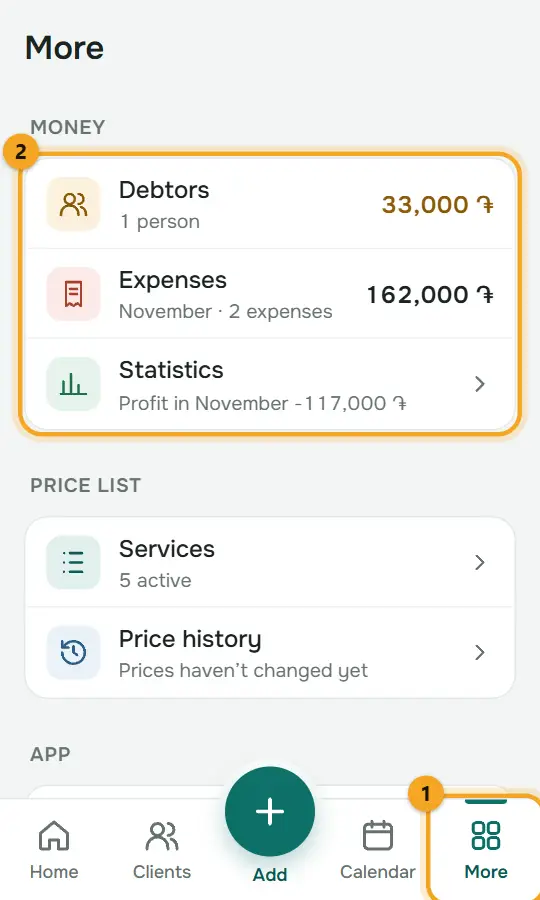 More
MONEY
2
Debtors
33,000 ֏
1 person
Expenses
162,000 ֏
November · 2 expenses
Statistics
Profit in November -117,000 ֏
PRICE LIST
Services
5 active
Price history
Prices haven’t changed yet
APP
1
Home
Clients
Add
Calendar
More